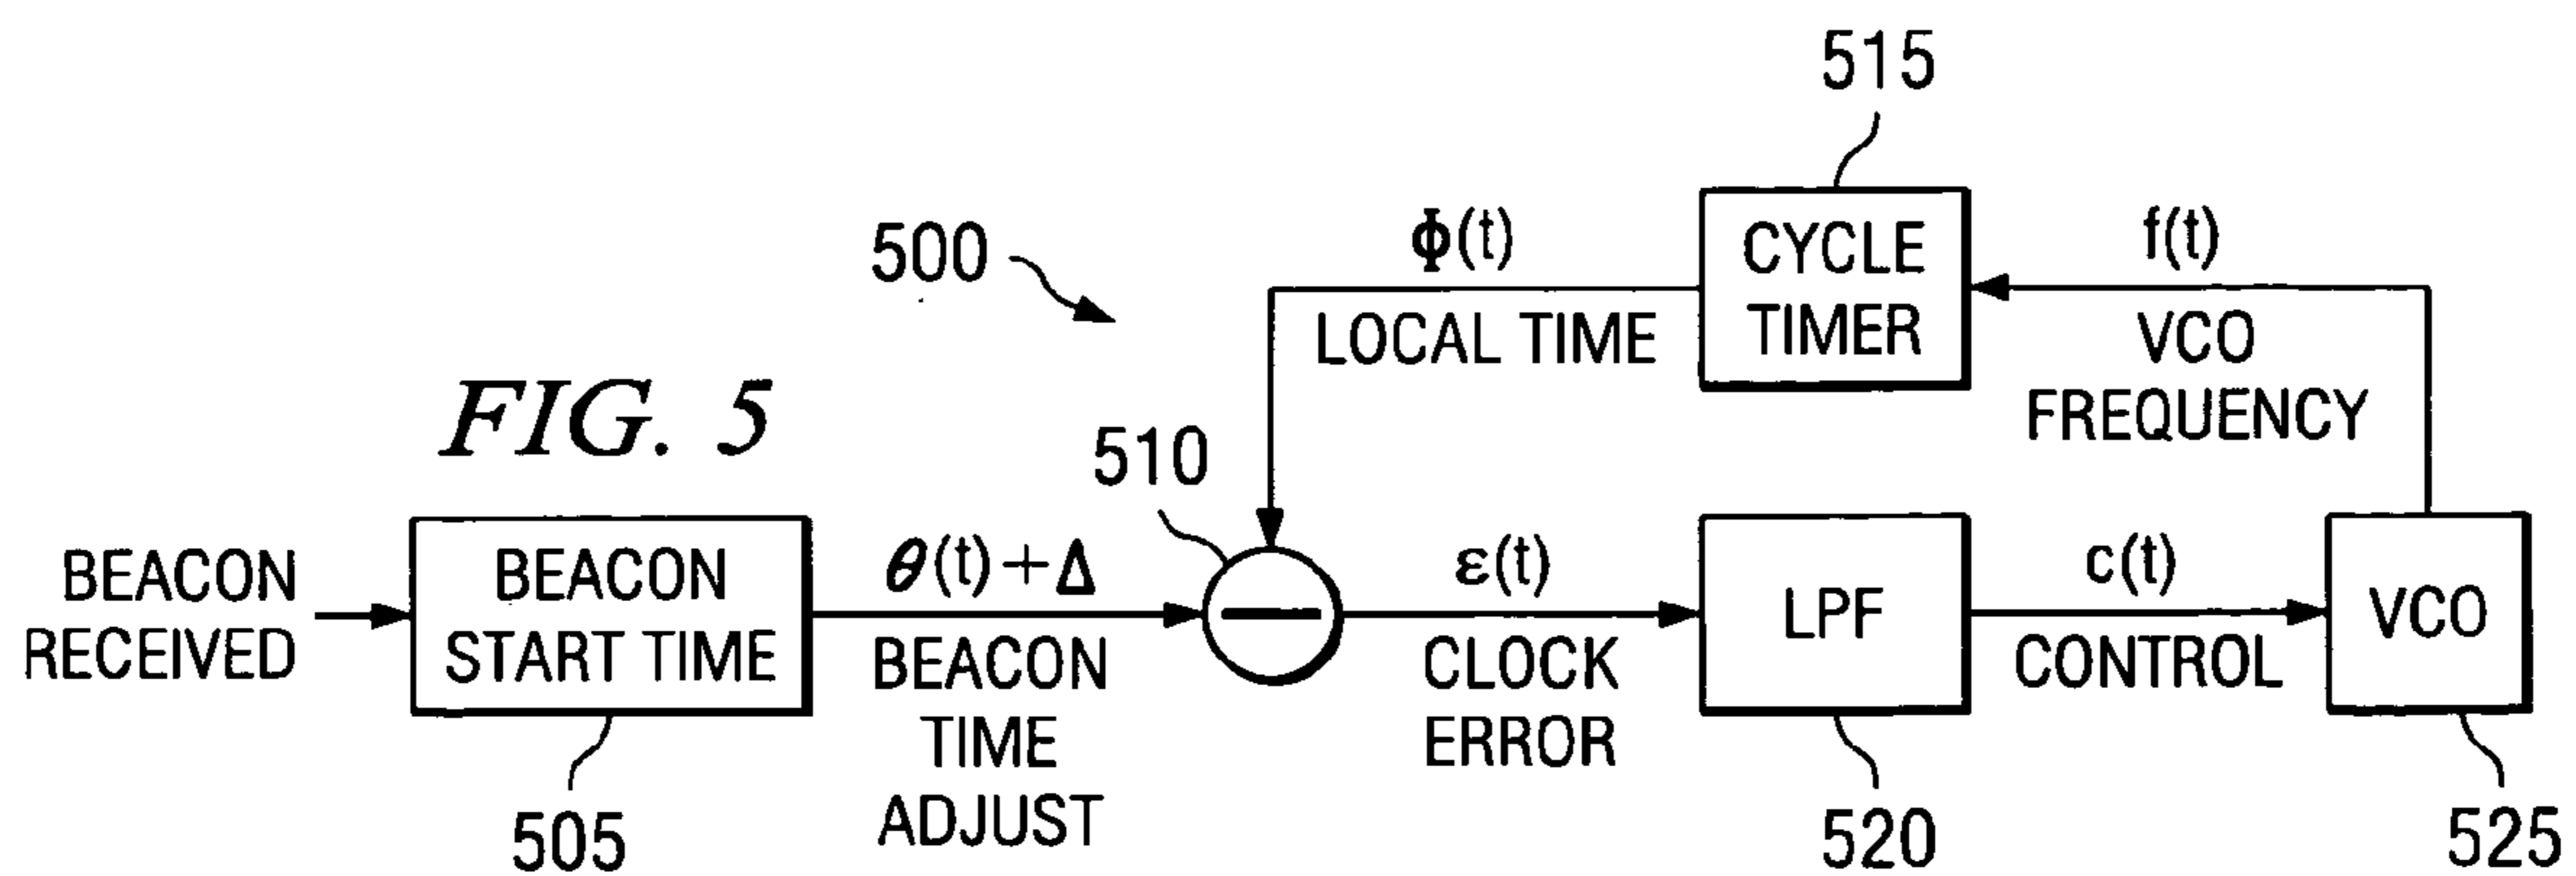 515
500
Φ(t)
CYCLE
TIMER
f(t)
LOCAL TIME
VCO
FREQUENCY
FIG. 5
510
BEACON
RECEIVED
BEACON
START TIME
θ(t)+Δ
BEACON
TIME
ADJUST
−
ε(t)
CLOCK
ERROR
LPF
c(t)
CONTROL
VCO
505
520
525